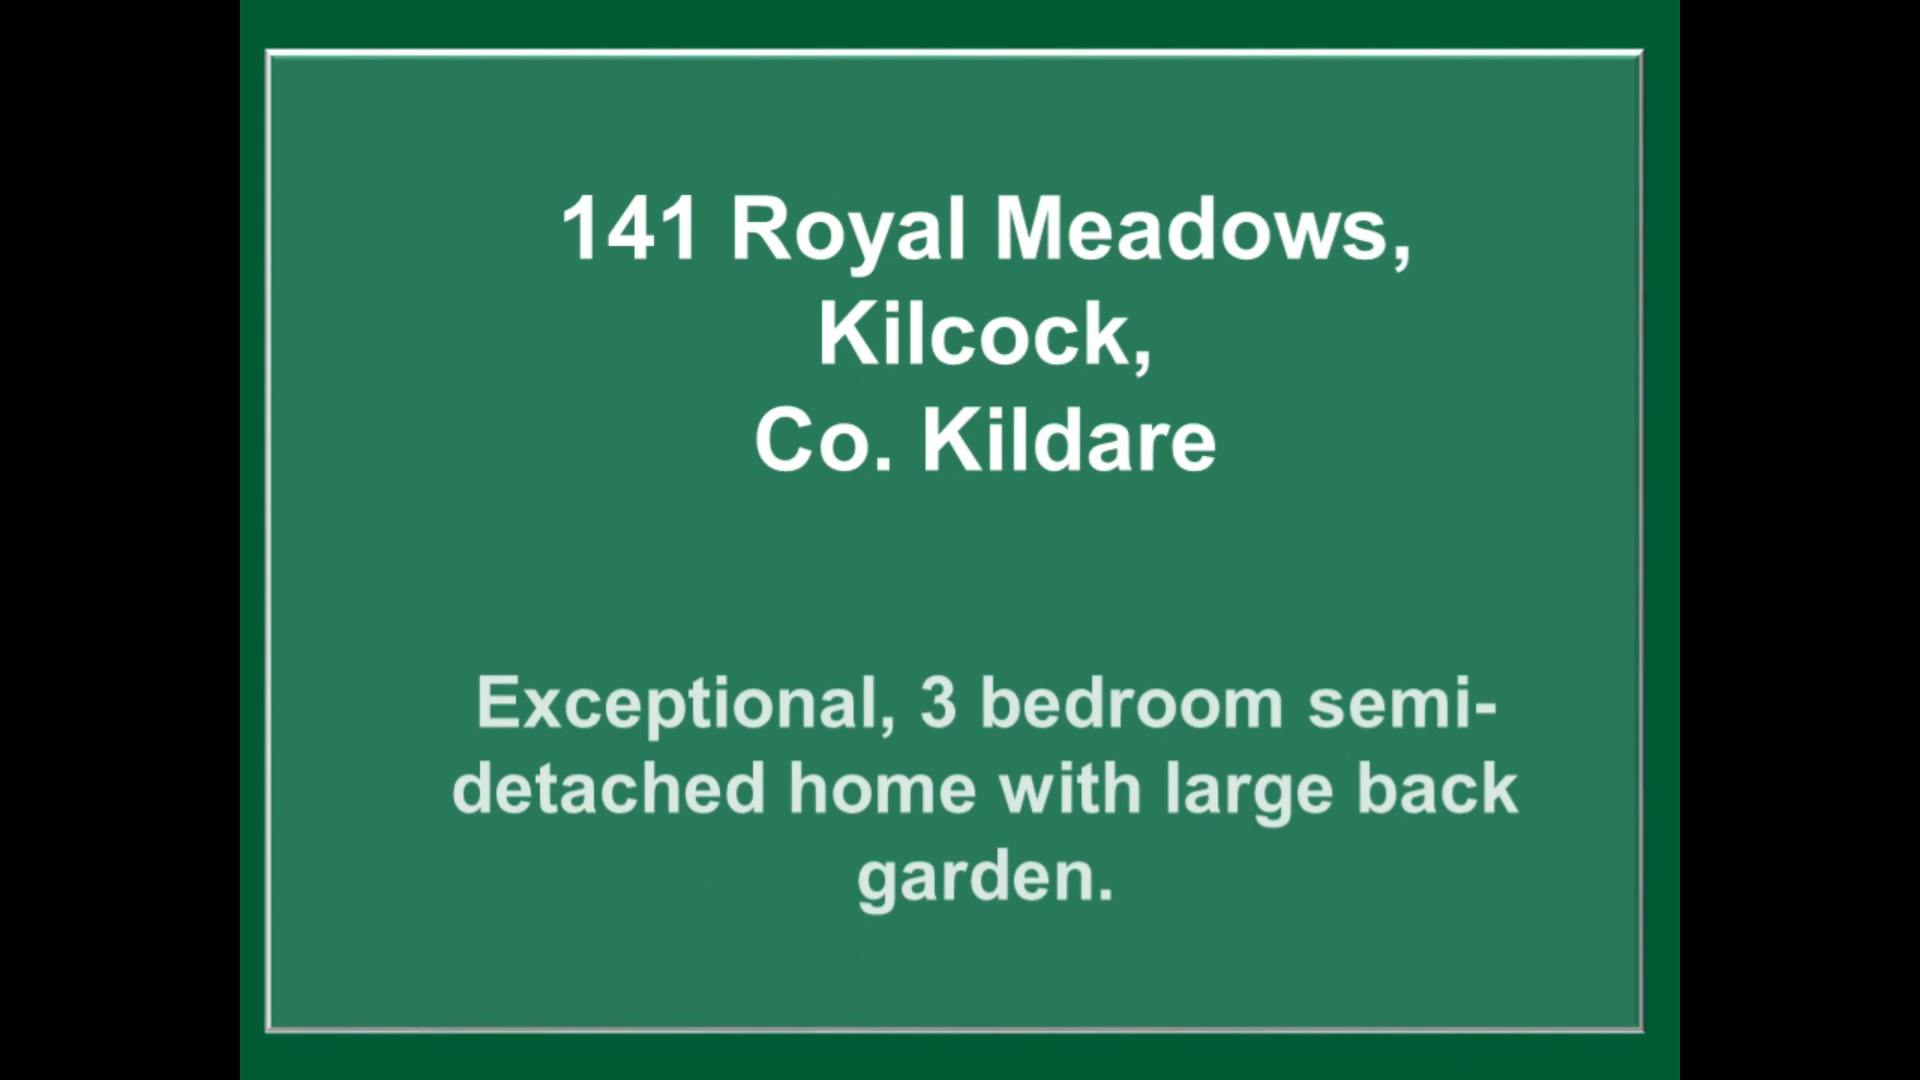 141 Royal Meadows,
Kilcock,
Co. Kildare
Exceptional, 3 bedroom semi-
detached home with large back
garden.